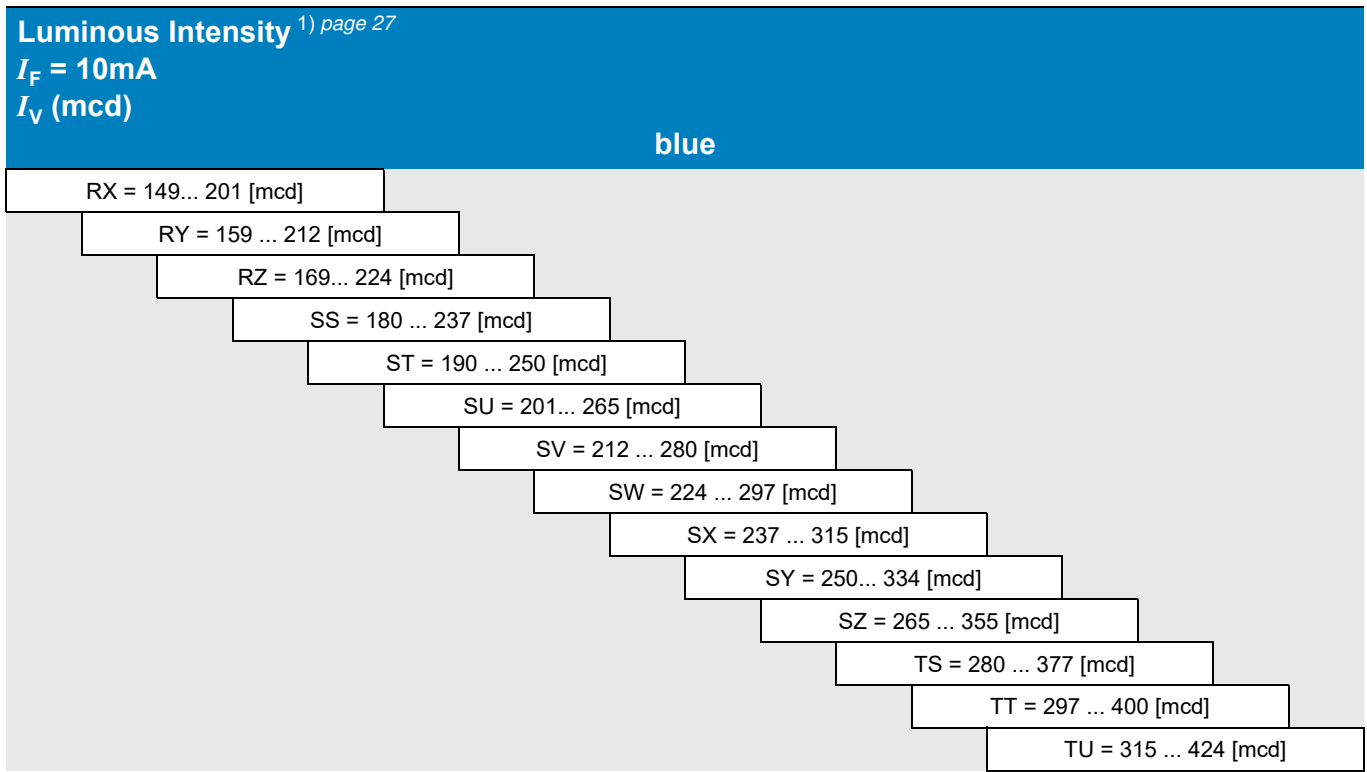 Luminous Intensity 1) page 27
IF = 10mA
IV (mcd)
blue
RX = 149... 201 [mcd]
RY = 159 ... 212 [mcd]
RZ = 169... 224 [mcd]
SS = 180 ... 237 [mcd]
ST = 190 ... 250 [mcd]
SU = 201... 265 [mcd]
SV = 212 ... 280 [mcd]
SW = 224 ... 297 [mcd]
SX = 237 ... 315 [mcd]
SY = 250... 334 [mcd]
SZ = 265 ... 355 [mcd]
TS = 280 ... 377 [mcd]
TT = 297 ... 400 [mcd]
TU = 315 ... 424 [mcd]